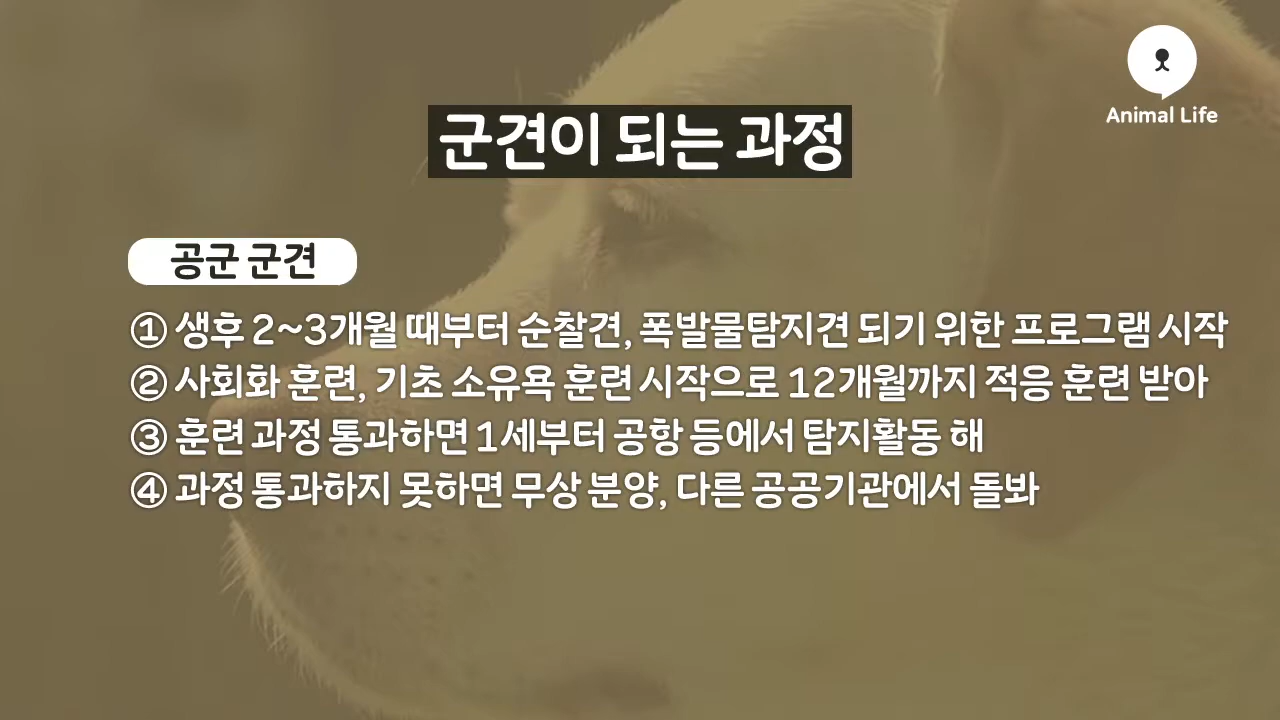 Animal Life
군견이 되는 과정
공군 군견
① 생후 2~3개월 때부터 순찰견, 폭발물탐지견 되기 위한 프로그램 시작
② 사회화 훈련, 기초 소유욕 훈련 시작으로 12개월까지 적응 훈련 받아
③ 훈련 과정 통과하면 1세부터 공항 등에서 탐지활동 해
④ 과정 통과하지 못하면 무상 분양, 다른 공공기관에서 돌봐